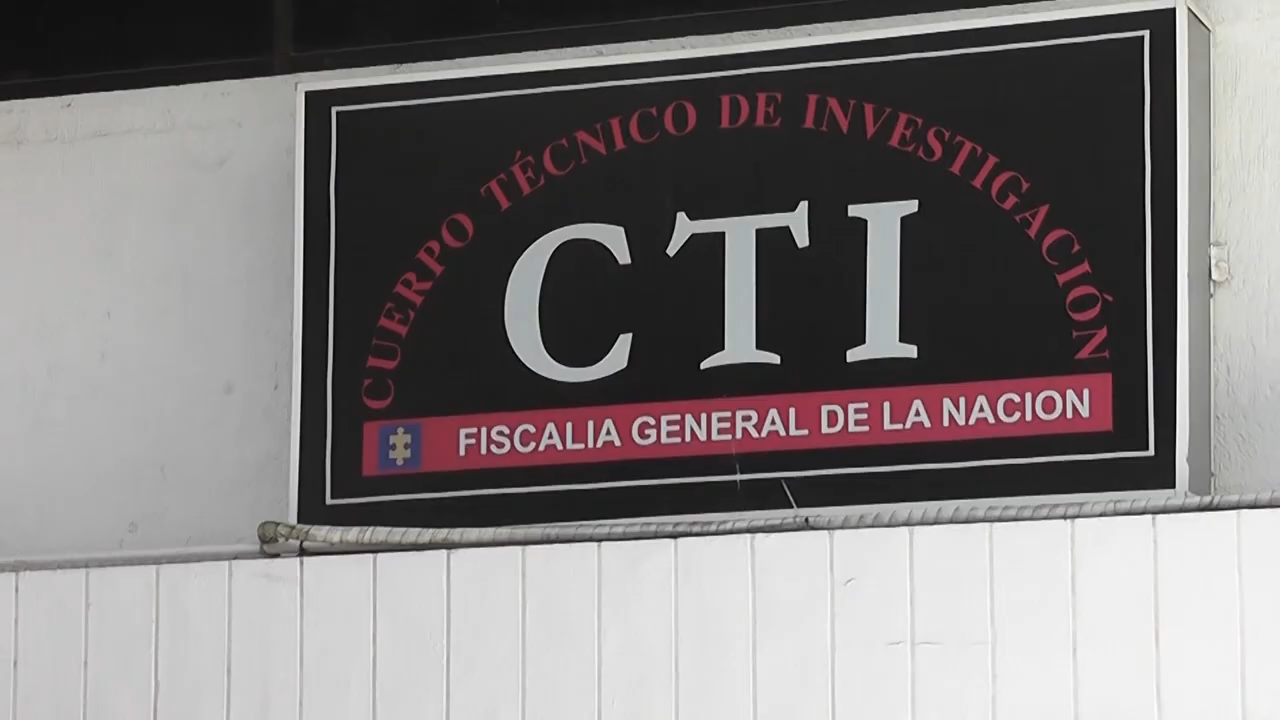 CUERPO TÉCNICO DE INVESTIGACIÓN
CTI
FISCALIA GENERAL DE LA NACION